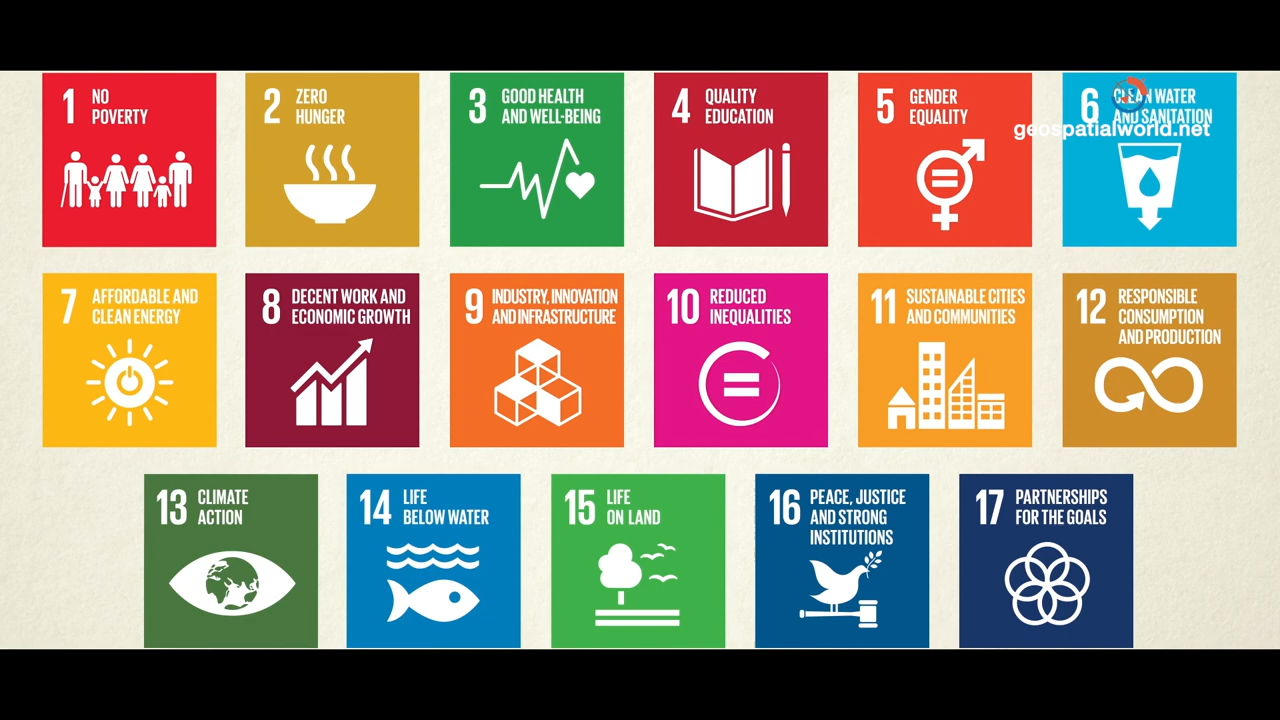 1 NO
POVERTY
2 ZERO
HUNGER
3 GOOD HEALTH
AND WELL-BEING
4 QUALITY
EDUCATION
5 GENDER
EQUALITY
6 CLEAN WATER
AND SANITATION
geospatialworld.net
7 AFFORDABLE AND
CLEAN ENERGY
8 DECENT WORK AND
ECONOMIC GROWTH
9 INDUSTRY, INNOVATION
AND INFRASTRUCTURE
10 REDUCED
INEQUALITIES
11 SUSTAINABLE CITIES
AND COMMUNITIES
12 RESPONSIBLE
CONSUMPTION
AND PRODUCTION
13 CLIMATE
ACTION
14 LIFE
BELOW WATER
15 LIFE
ON LAND
16 PEACE, JUSTICE
AND STRONG
INSTITUTIONS
17 PARTNERSHIPS
FOR THE GOALS